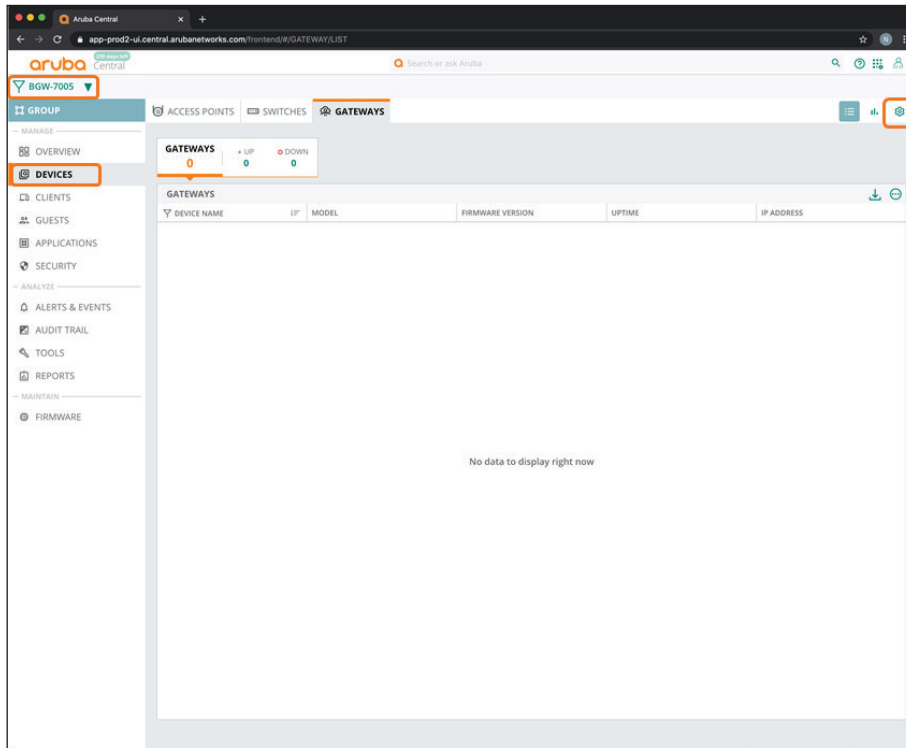 Aruba Central
app-prod2-ui.central.arubanetworks.com/frontend/#/GATEWAY/LIST
N
aruba Central
Search or ask Aruba
BGW-7005
GROUP
ACCESS POINTS SWITCHES GATEWAYS
MANAGE
OVERVIEW
DEVICES
CLIENTS
GUESTS
APPLICATIONS
SECURITY
ANALYZE
ALERTS & EVENTS
AUDIT TRAIL
TOOLS
REPORTS
MAINTAIN
FIRMWARE
GATEWAYS UP DOWN
0 0 0
GATEWAYS
DEVICE NAME MODEL FIRMWARE VERSION UPTIME IP ADDRESS
No data to display right now